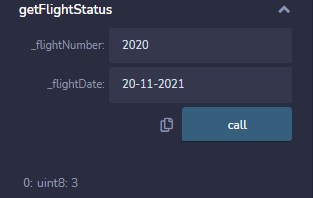 getFlightStatus
_flightNumber: 2020
_flightDate: 20-11-2021
call
0: uint8: 3